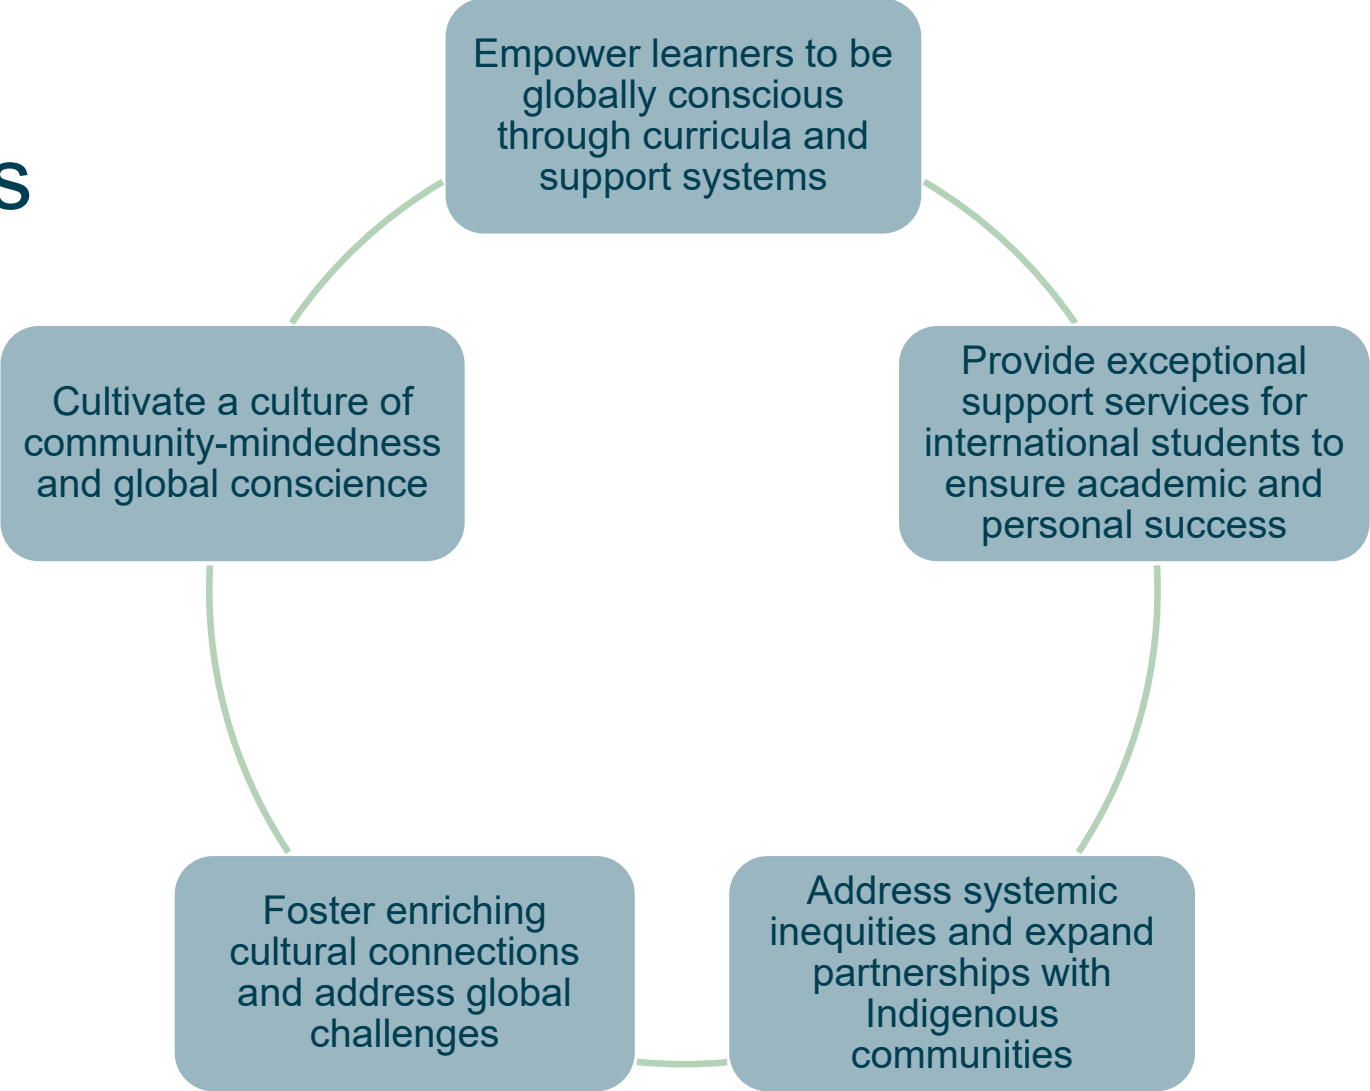 Empower learners to be
globally conscious
through curricula and
support systems
s
Provide exceptional
support services for
international students to
ensure academic and
personal success
Address systemic
inequities and expand
partnerships with
Indigenous
communities
Foster enriching
cultural connections
and address global
challenges
Cultivate a culture of
community-mindedness
and global conscience